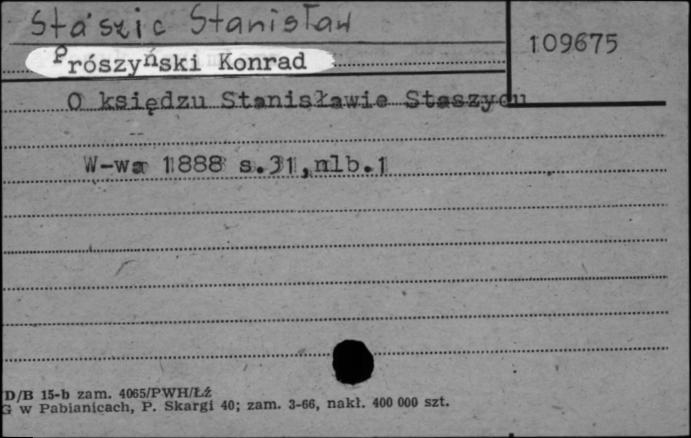 Staszic Stanisław
109675
Prószyński Konrad
O księdzu Stanisławie Staszycu
W-wa 1888 s.31,nlb.1
D/B 15-b zam. 4065/PWH/Łź
G w Pabianicach, P. Skargi 40; zam. 3-66, nakł. 400 000 szt.